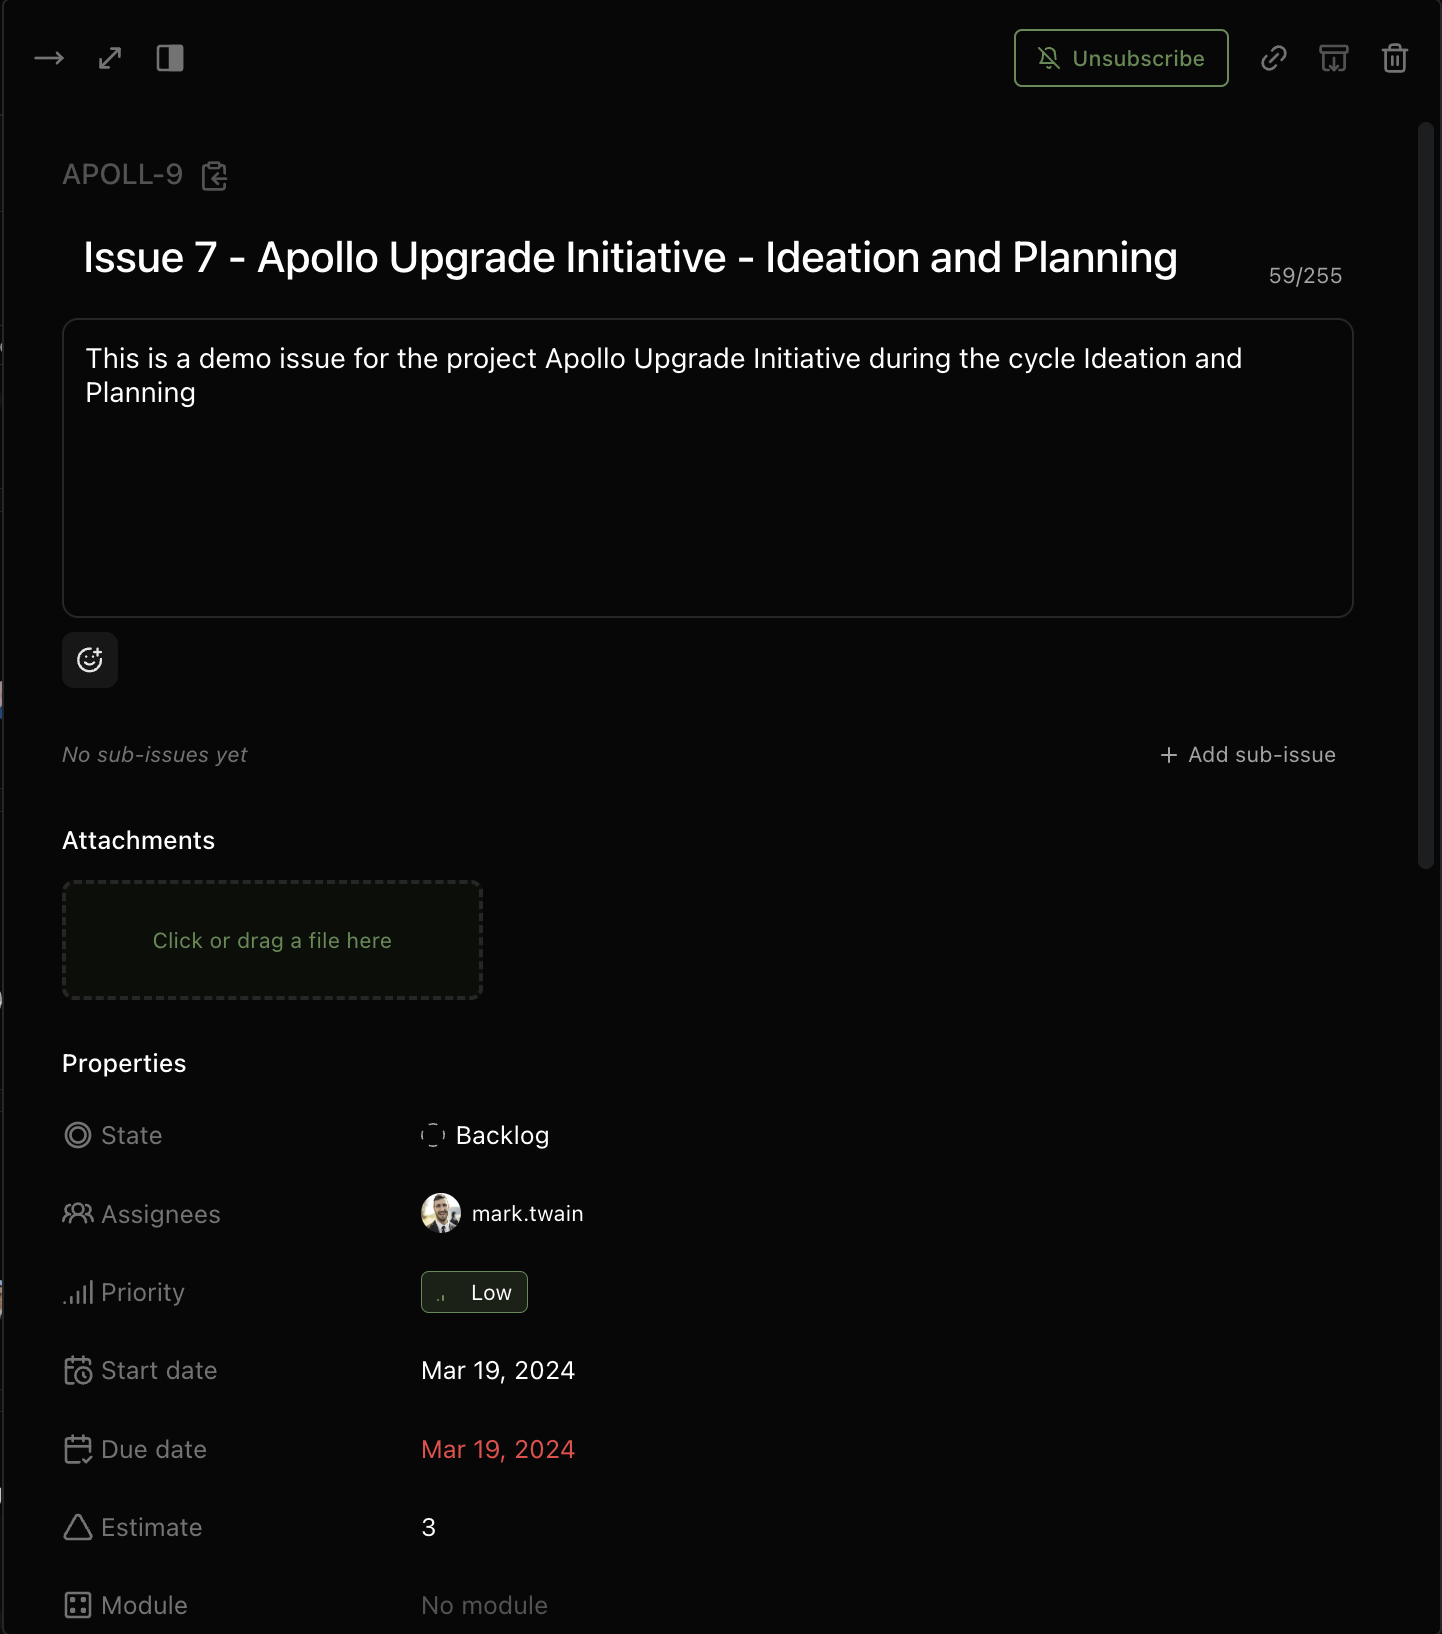 Unsubscribe
APOLL-9
Issue 7 - Apollo Upgrade Initiative - Ideation and Planning
59/255
This is a demo issue for the project Apollo Upgrade Initiative during the cycle Ideation and
Planning
No sub-issues yet
+ Add sub-issue
Attachments
Click or drag a file here
Properties
State Backlog
Assignees mark.twain
Priority Low
Start date Mar 19, 2024
Due date Mar 19, 2024
Estimate 3
Module No module